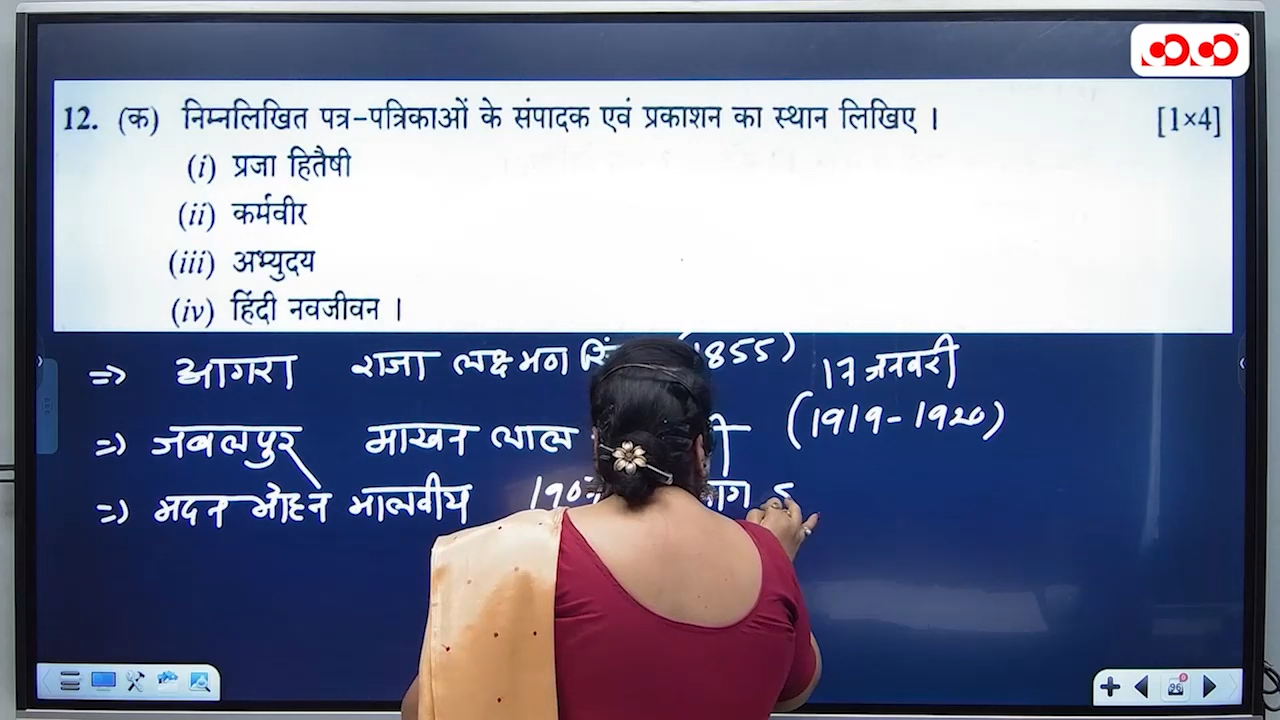 12. (क) निम्नलिखित पत्र-पत्रिकाओं के संपादक एवं प्रकाशन का स्थान लिखिए । [1×4]
(i) प्रजा हितैषी
(ii) कर्मवीर
(iii) अभ्युदय
(iv) हिंदी नवजीवन ।
=> आगरा राजा लक्ष्मण (1855) 17 जनवरी
=> जबलपुर माखन लाल (1919-1920)
=> मदन मोहन मालवीय